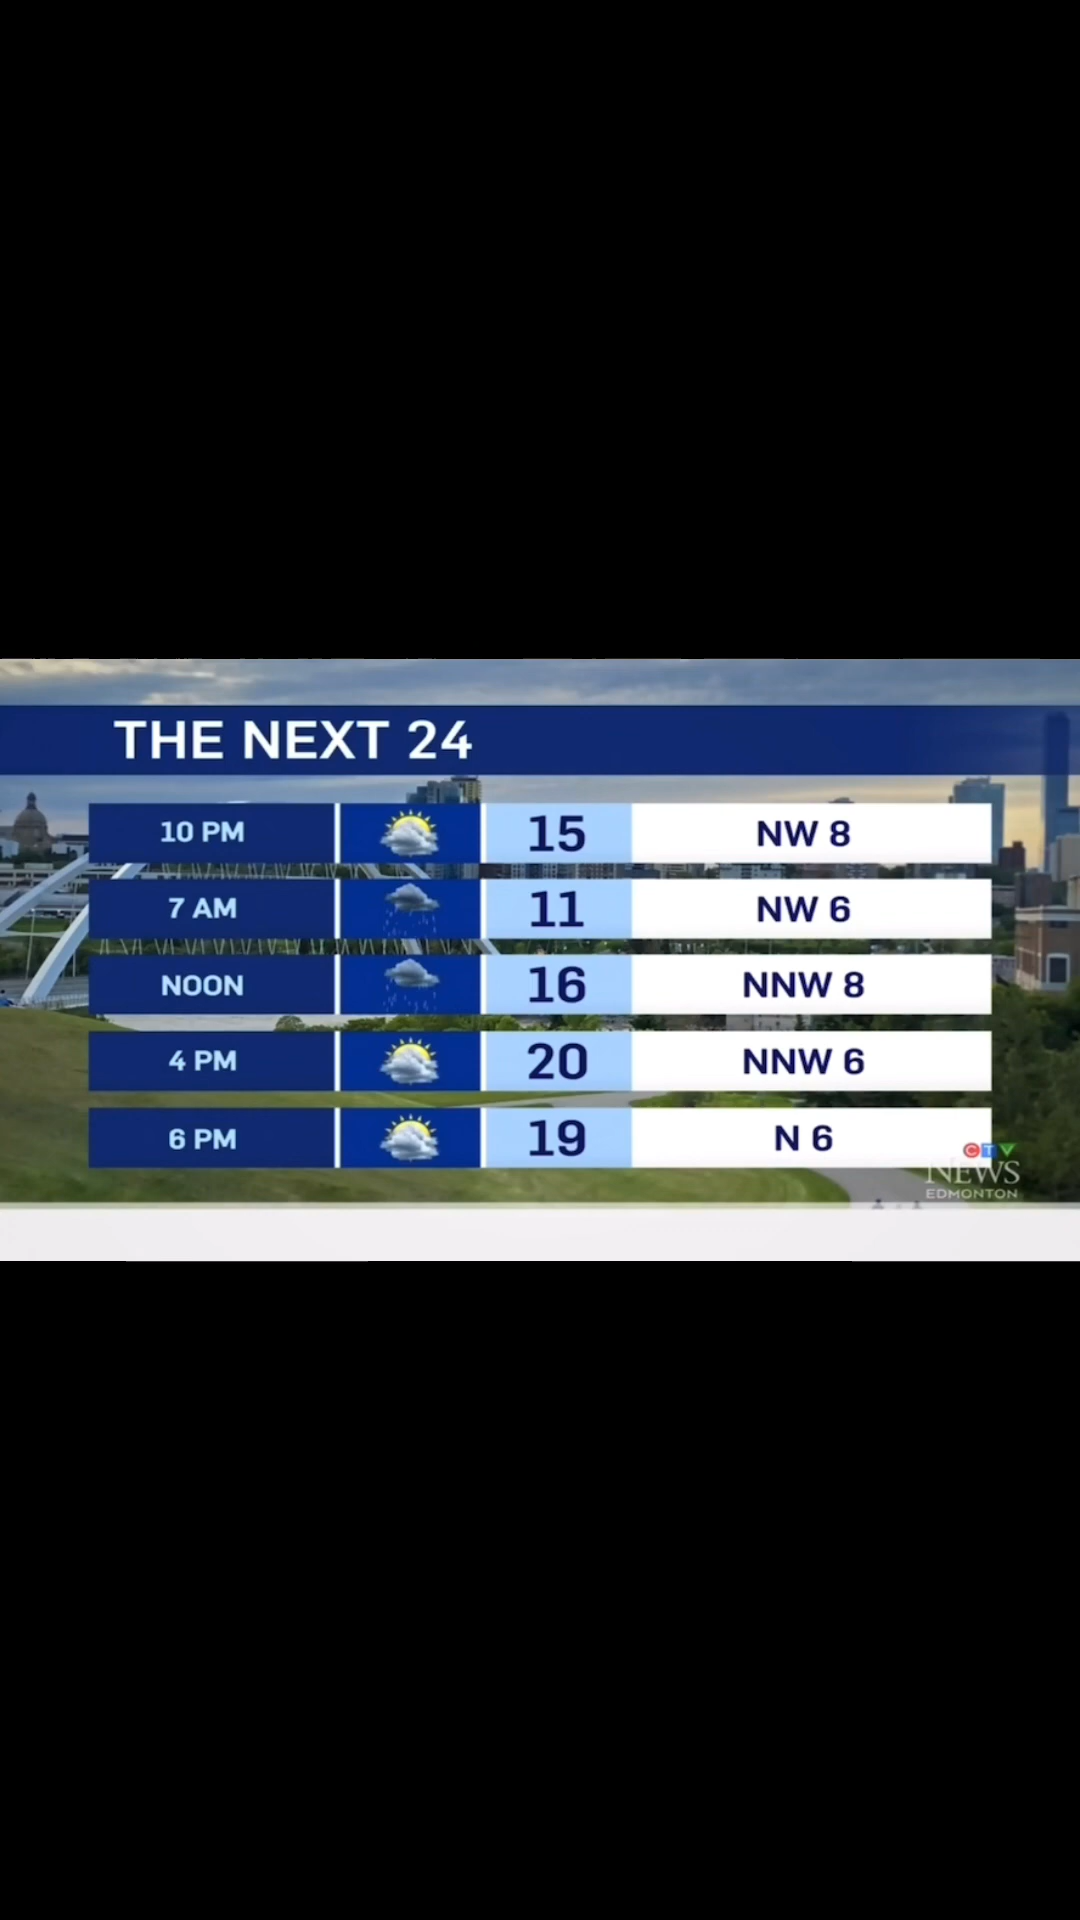 THE NEXT 24
10 PM 15 NW 8
7 AM 11 NW 6
NOON 16 NNW 8
4 PM 20 NNW 6
6 PM 19 N 6
CTV
NEWS
EDMONTON